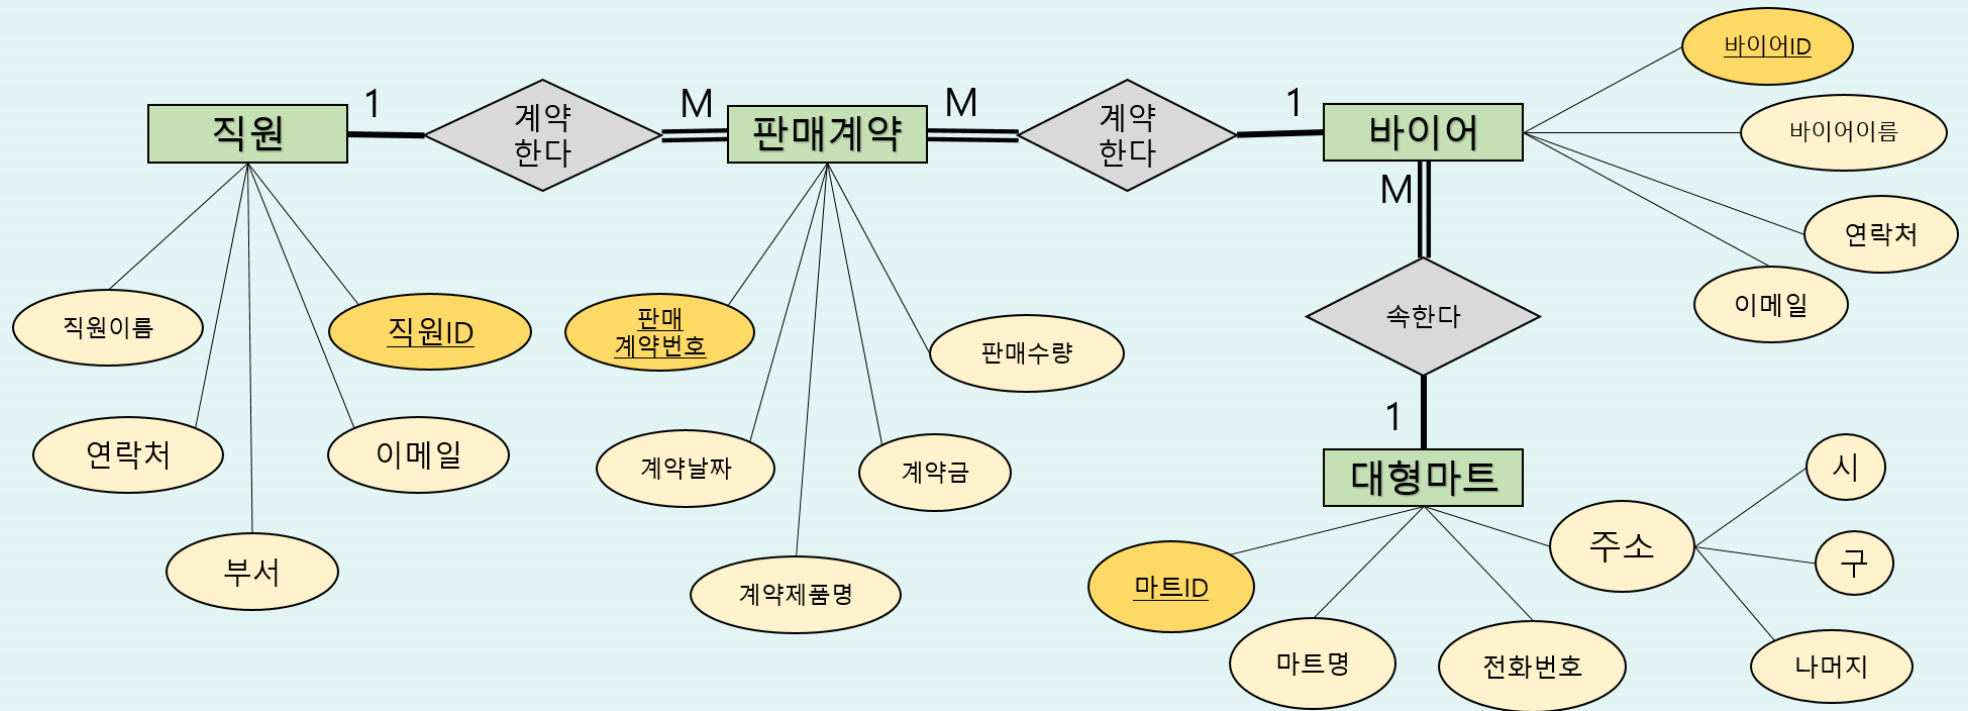 직원
1
계약
한다
M
판매계약
M
계약
한다
1
바이어
바이어ID
바이어이름
연락처
이메일
M
속한다
1
대형마트
직원이름
직원ID
연락처
이메일
부서
판매
계약번호
판매수량
계약날짜
계약금
계약제품명
마트ID
마트명
전화번호
주소
시
구
나머지